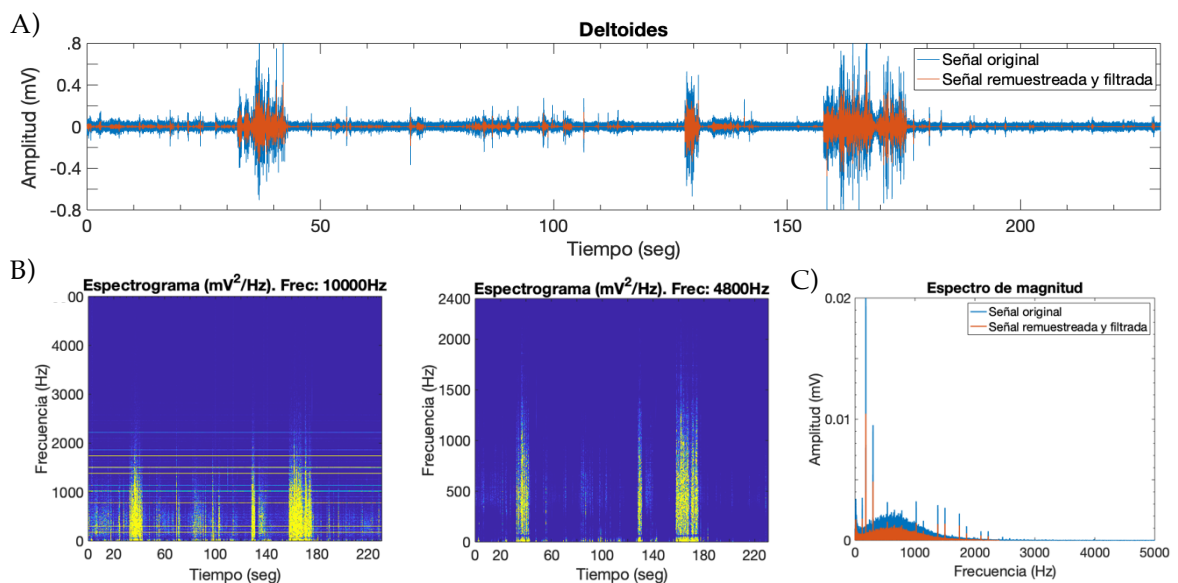 A)
Deltoides
.8
0.4
0
-0.4
-0.8
Amplitud (mV)
Señal original
Señal remuestreada y filtrada
0
50
100
150
200
Tiempo (seg)
B)
Espectrograma (mV²/Hz). Frec: 10000Hz
00
4000
3000
2000
1000
0
Frecuencia (Hz)
0
20
60
100
140
180
220
Tiempo (seg)
Espectrograma (mV²/Hz). Frec: 4800Hz
2400
2000
1500
1000
500
0
Frecuencia (Hz)
0
20
60
100
140
180
220
Tiempo (seg)
C)
Espectro de magnitud
0.02
0.01
0
Amplitud (mV)
Señal original
Señal remuestreada y filtrada
0
1000
2000
3000
4000
5000
Frecuencia (Hz)